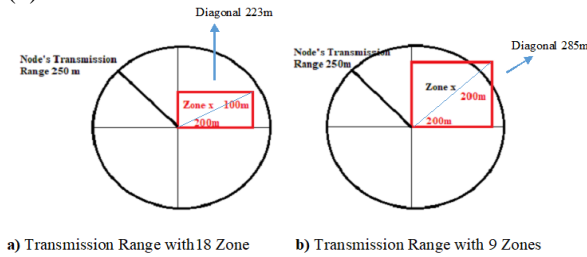 Diagonal 223m
Node's Transmission
Range 250 m
Zone x 100m
200m
Node's Transmission
Range 250m
Diagonal 285m
Zone x
200m
200m
a) Transmission Range with18 Zone
b) Transmission Range with 9 Zones